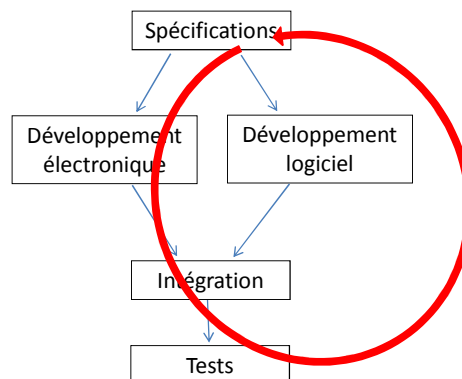 Spécifications
Développement
électronique
Développement
logiciel
Intégration
Tests